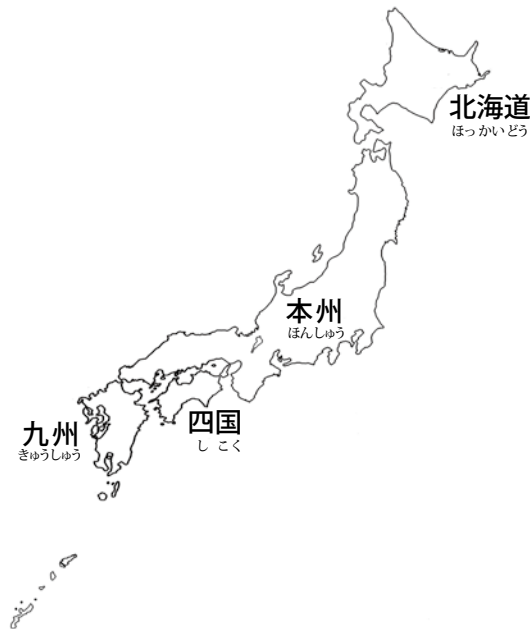 北海道
ほっかいどう
本州
ほんしゅう
四国
しこく
九州
きゅうしゅう